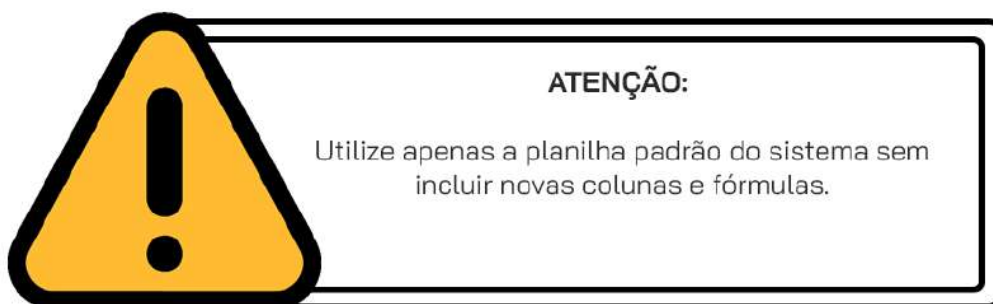 ATENÇÃO:
Utilize apenas a planilha padrão do sistema sem
incluir novas colunas e fórmulas.